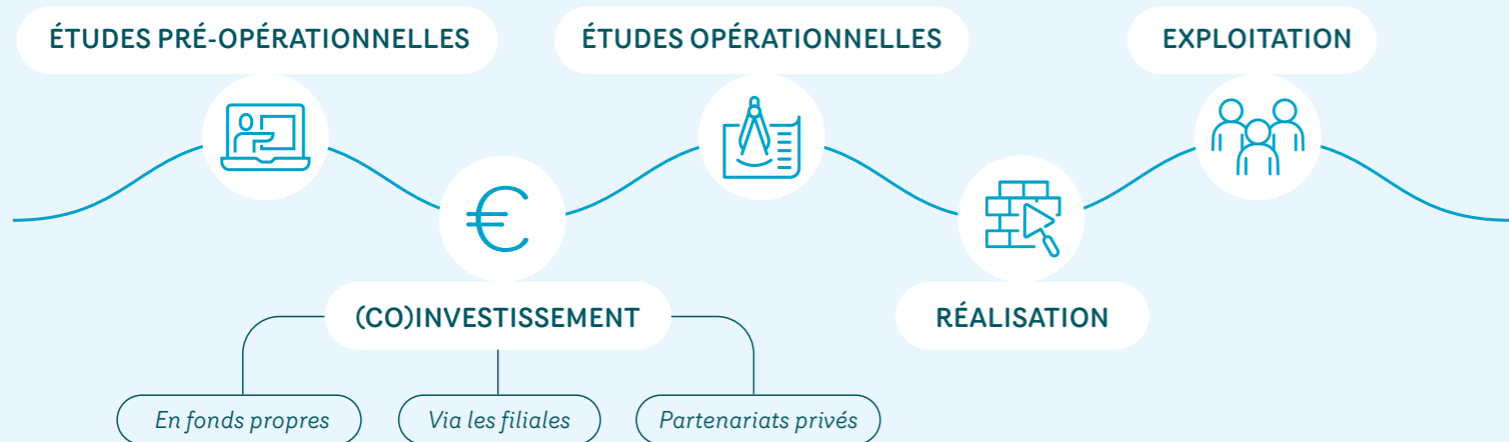 ÉTUDES PRÉ-OPÉRATIONNELLES
ÉTUDES OPÉRATIONNELLES
EXPLOITATION
€
(CO)INVESTISSEMENT
RÉALISATION
En fonds propres
Via les filiales
Partenariats privés